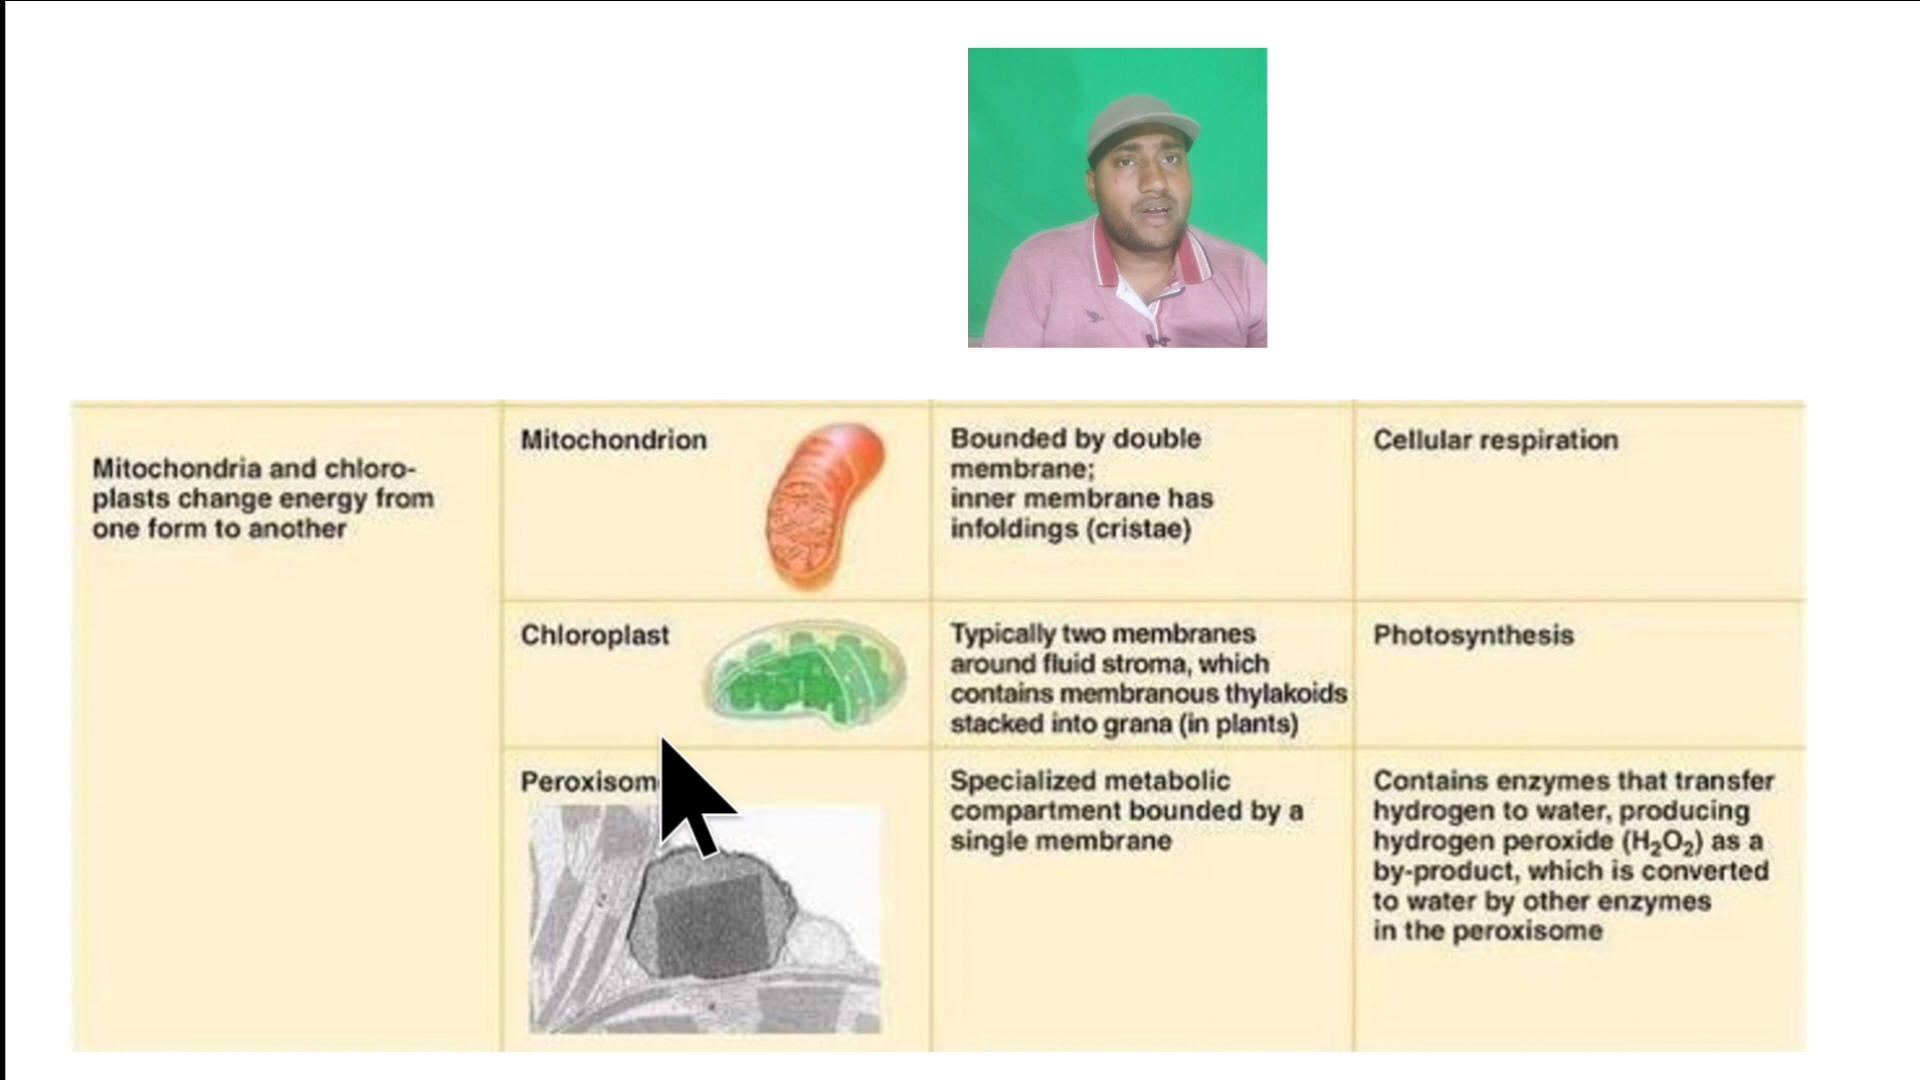 Mitochondria and chloro-
plasts change energy from
one form to another
Mitochondrion
Bounded by double
membrane;
inner membrane has
infoldings (cristae)
Cellular respiration
Chloroplast
Typically two membranes
around fluid stroma, which
contains membranous thylakoids
stacked into grana (in plants)
Photosynthesis
Peroxisom
Specialized metabolic
compartment bounded by a
single membrane
Contains enzymes that transfer
hydrogen to water, producing
hydrogen peroxide (H₂O₂) as a
by-product, which is converted
to water by other enzymes
in the peroxisome